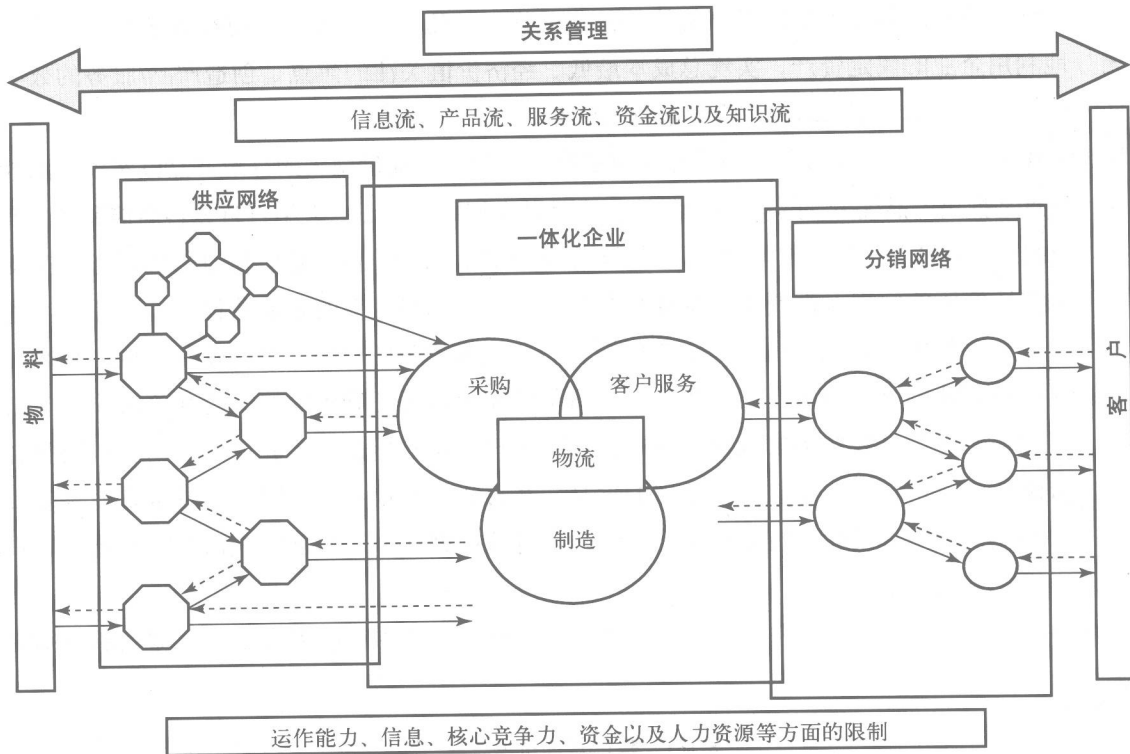 关系管理
信息流、产品流、服务流、资金流以及知识流
供应网络
一体化企业
分销网络
物料
采购
客户服务
物流
制造
客户
运作能力、信息、核心竞争力、资金以及人力资源等方面的限制